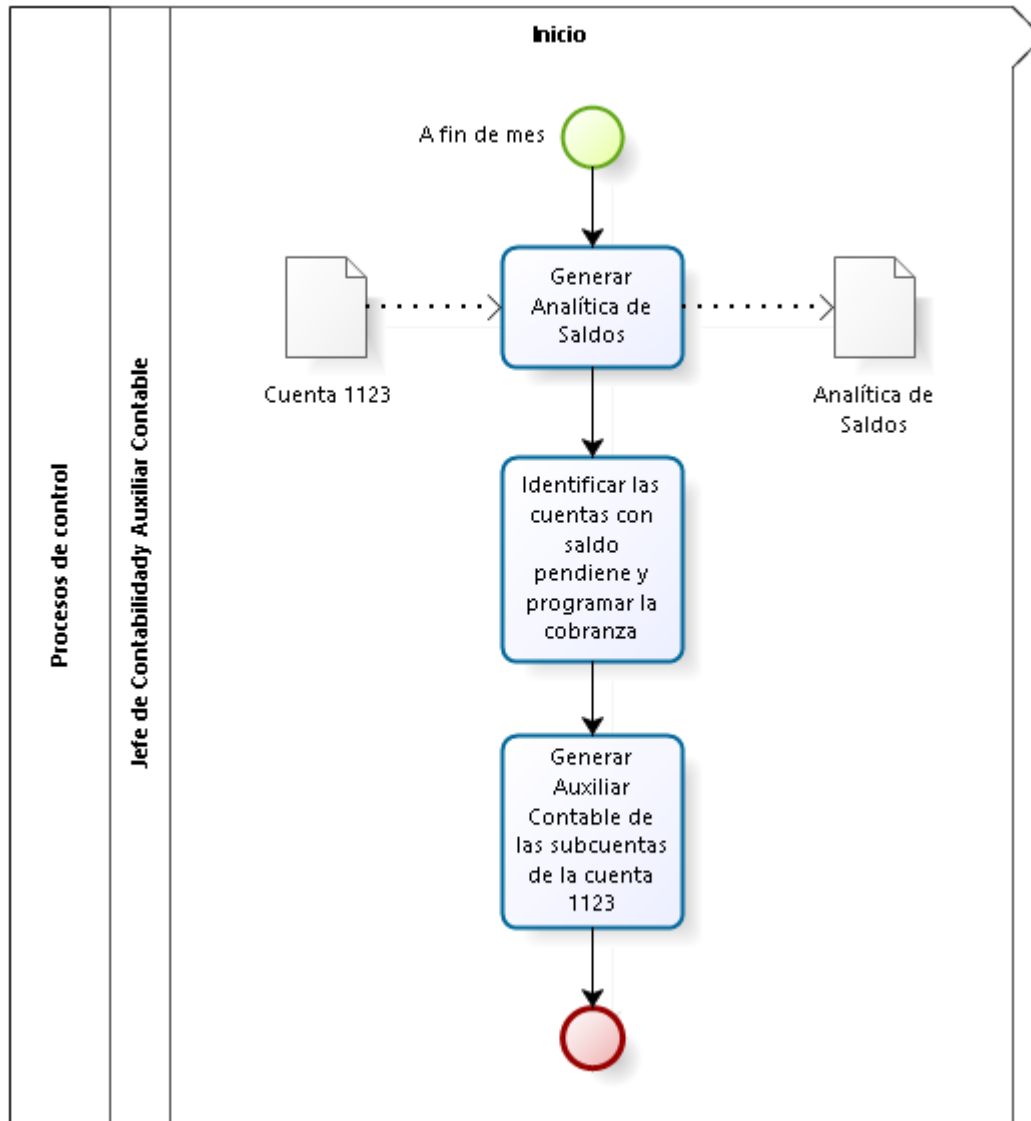 Procesos de control
Jefe de Contabilidady Auxiliar Contable
Inicio
A fin de mes
Generar
Analítica de
Saldos
Cuenta 1123
Analítica de
Saldos
Identificar las
cuentas con
saldo
pendiene y
programar la
cobranza
Generar
Auxiliar
Contable de
las subcuentas
de la cuenta
1123